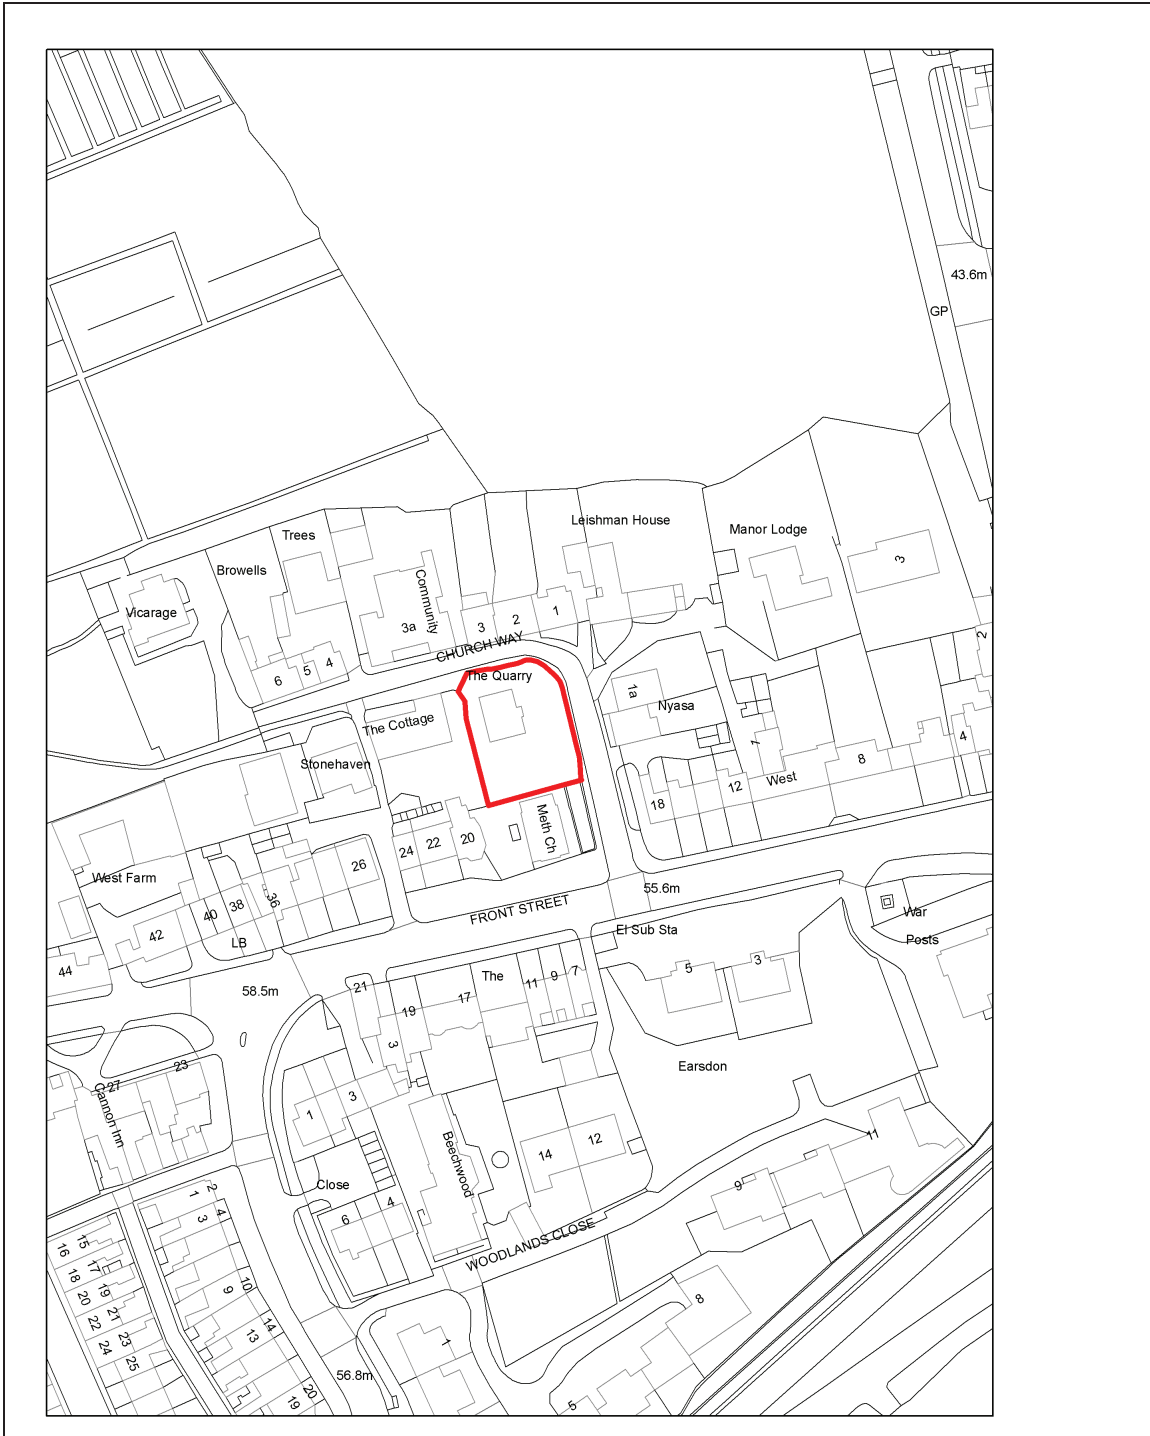 43.6m
GP
Leishman House
Manor Lodge
Trees
Browells
3
Community
Vicarage
3a
3
2
1
CHURCH WAY
2
6
5
4
The Quarry
1a
Nyasa
The Cottage
Stonehaven
1
4
8
West
12
18
Meth Ch
20
22
24
26
West Farm
55.6m
FRONT STREET
36
38
40
42
LB
44
War
Posts
El Sub Sta
5
3
The
11
9
7
17
19
21
58.5m
3
Earsdon
23
27
Cannon Inn
3
1
Beechwood
12
14
11
9
Close
4
6
WOODLANDS CLOSE
1
2
3
4
15
16
17
18
19
20
21
22
23
24
25
9
10
13
14
19
20
56.8m
1
8
5